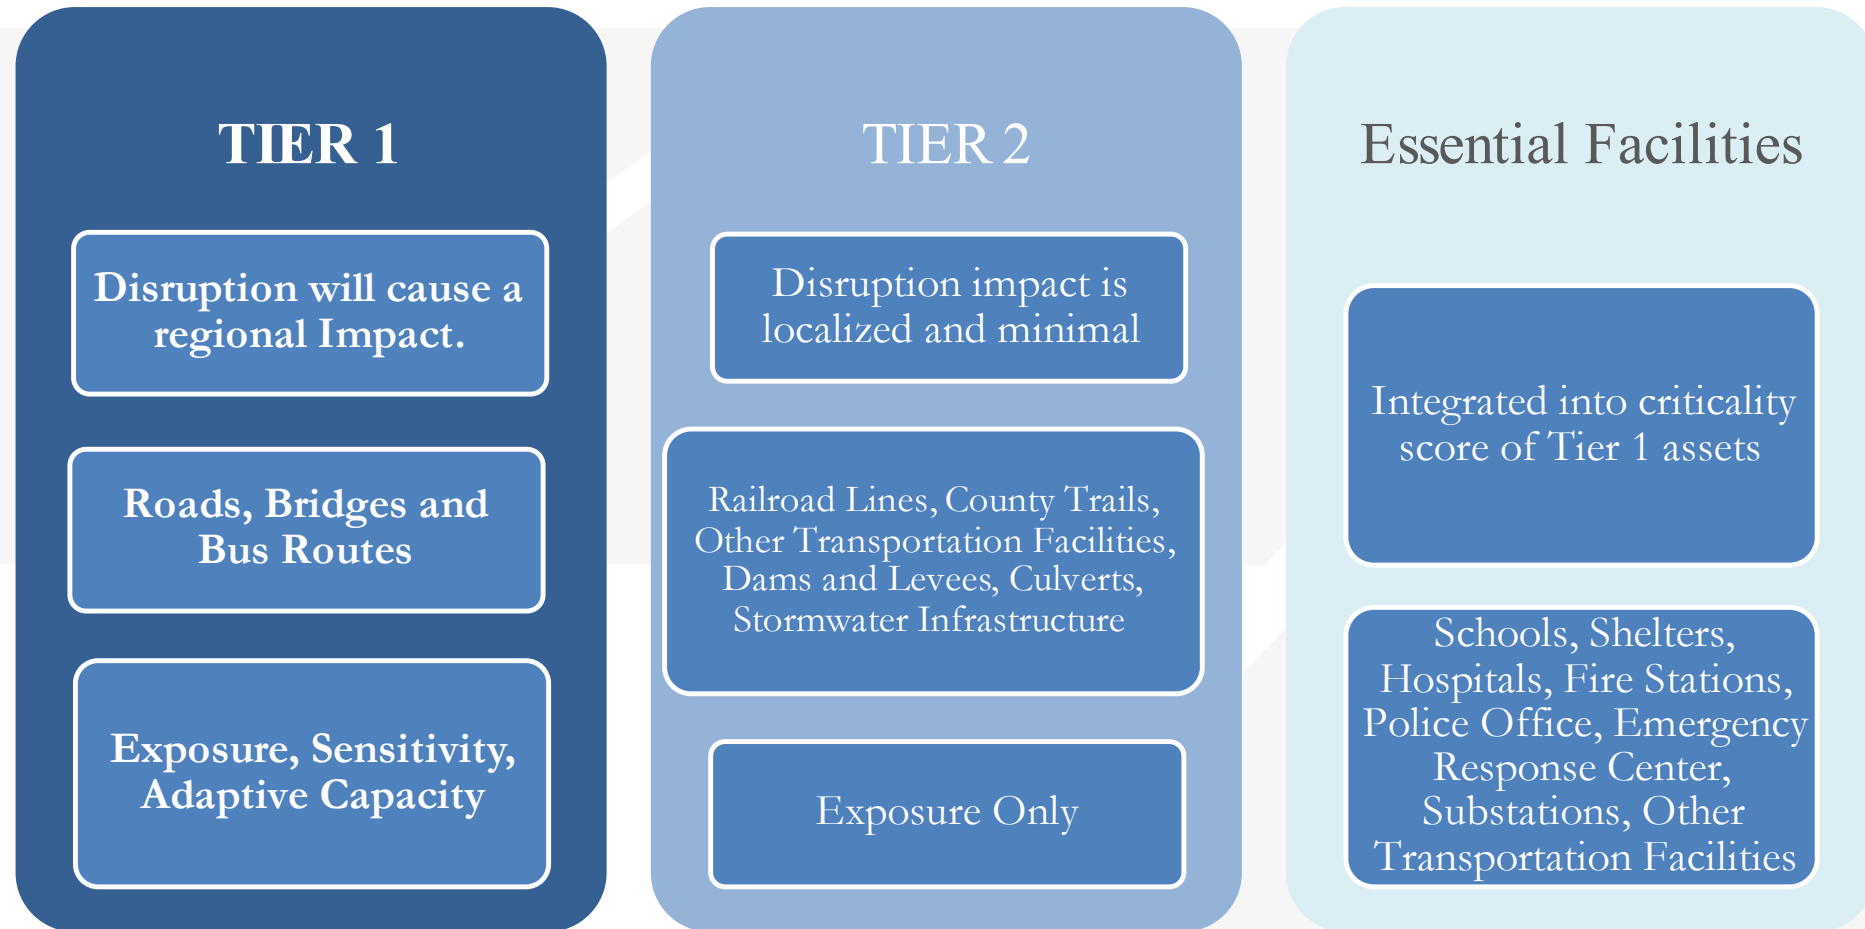 TIER 1
Disruption will cause a
regional Impact.
Roads, Bridges and
Bus Routes
Exposure, Sensitivity,
Adaptive Capacity
TIER 2
Disruption impact is
localized and minimal
Railroad Lines, County Trails,
Other Transportation Facilities,
Dams and Levees, Culverts,
Stormwater Infrastructure
Exposure Only
Essential Facilities
Integrated into criticality
score of Tier 1 assets
Schools, Shelters,
Hospitals, Fire Stations,
Police Office, Emergency
Response Center,
Substations, Other
Transportation Facilities